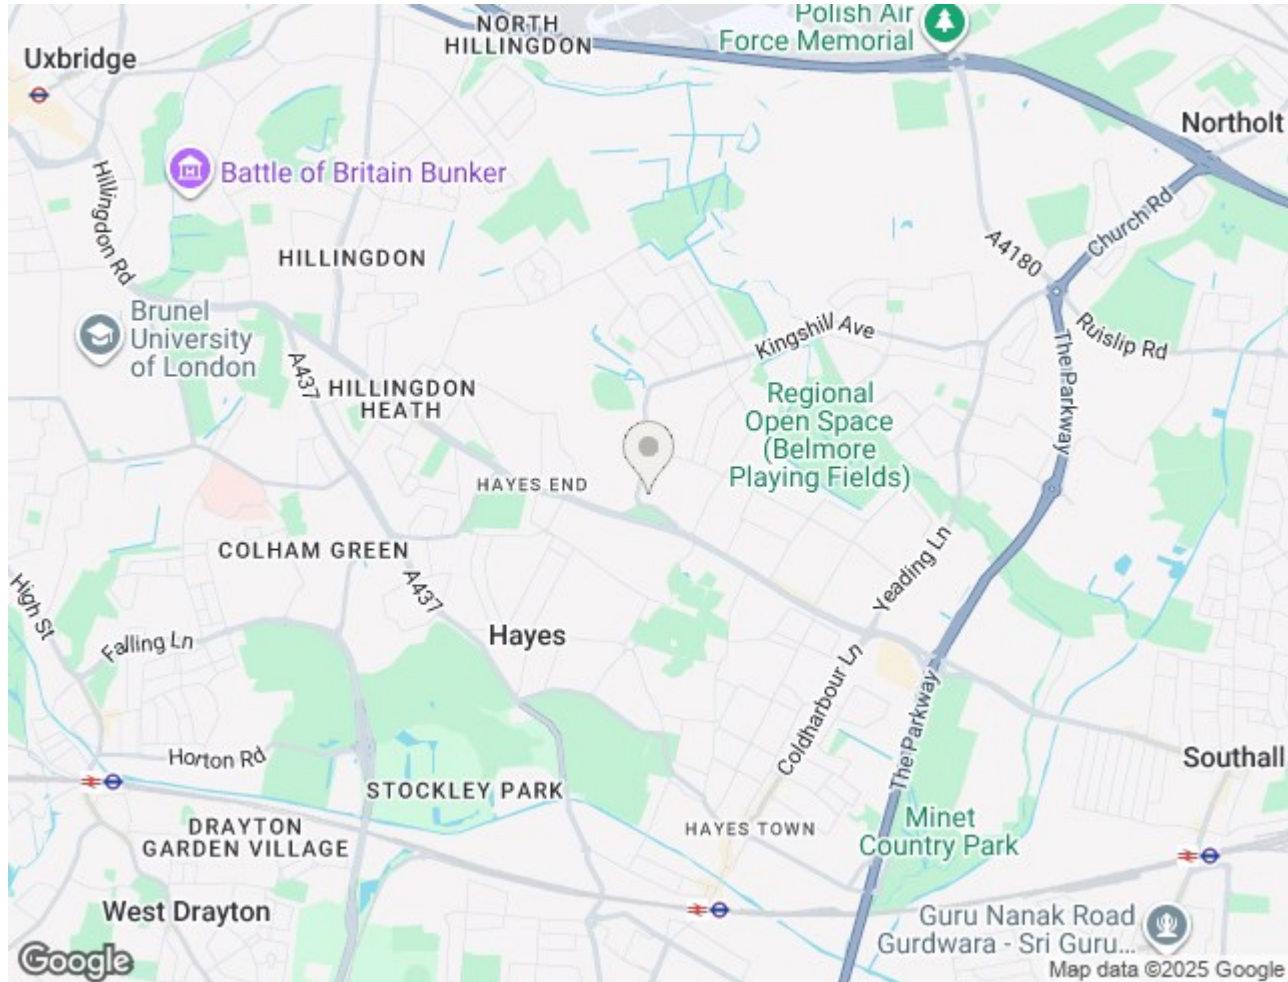 NORTH
HILLINGDON
Polish Air
Force Memorial
Uxbridge
Northolt
Battle of Britain Bunker
Hillingdon Rd
Church Rd
A4180
HILLINGDON
Brunel
University
of London
Kingshill Ave
Ruislip Rd
The Parkway
A437
HILLINGDON
HEATH
Regional
Open Space
(Belmore
Playing Fields)
HAYES END
COLHAM GREEN
Yeading Ln
High St
A437
Falling Ln
Hayes
Coldharbour Ln
The Parkway
Horton Rd
Southall
STOCKLEY PARK
DRAYTON
GARDEN VILLAGE
HAYES TOWN
Minet
Country Park
West Drayton
Guru Nanak Road
Gurdwara - Sri Guru...
Google
Map data ©2025 Google